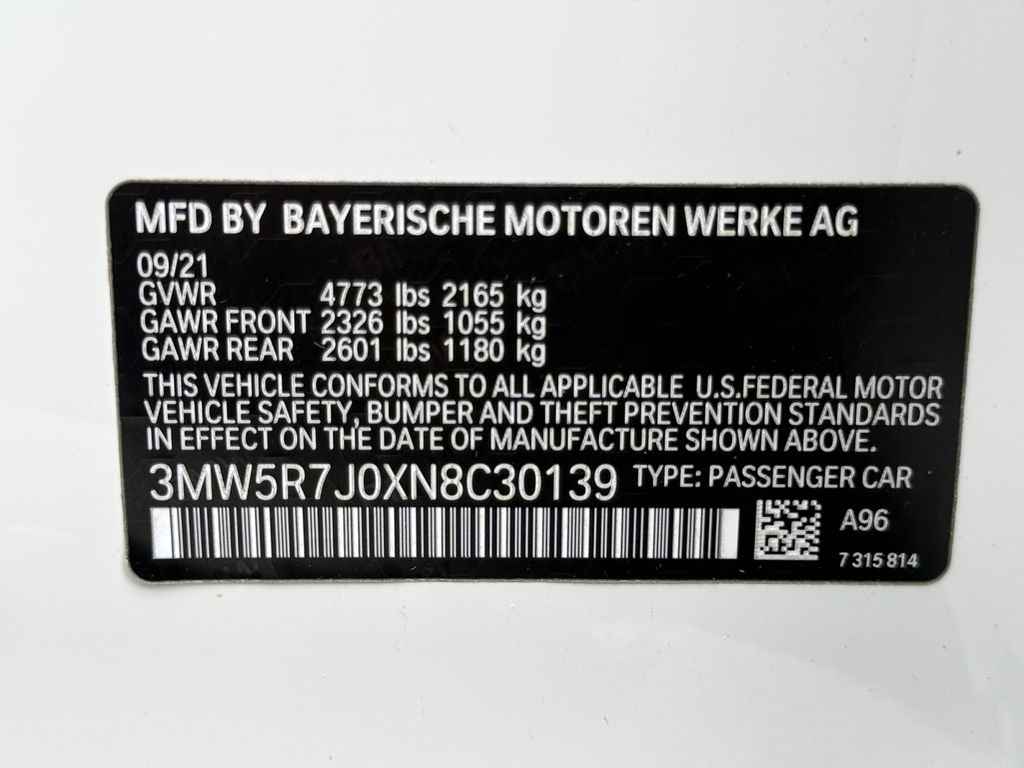 MFD BY BAYERISCHE MOTOREN WERKE AG
09/21
GVWR 4773 lbs 2165 kg
GAWR FRONT 2326 lbs 1055 kg
GAWR REAR 2601 lbs 1180 kg
THIS VEHICLE CONFORMS TO ALL APPLICABLE U.S.FEDERAL MOTOR
VEHICLE SAFETY, BUMPER AND THEFT PREVENTION STANDARDS
IN EFFECT ON THE DATE OF MANUFACTURE SHOWN ABOVE.
3MW5R7J0XN8C30139 TYPE: PASSENGER CAR
A96
7 315 814